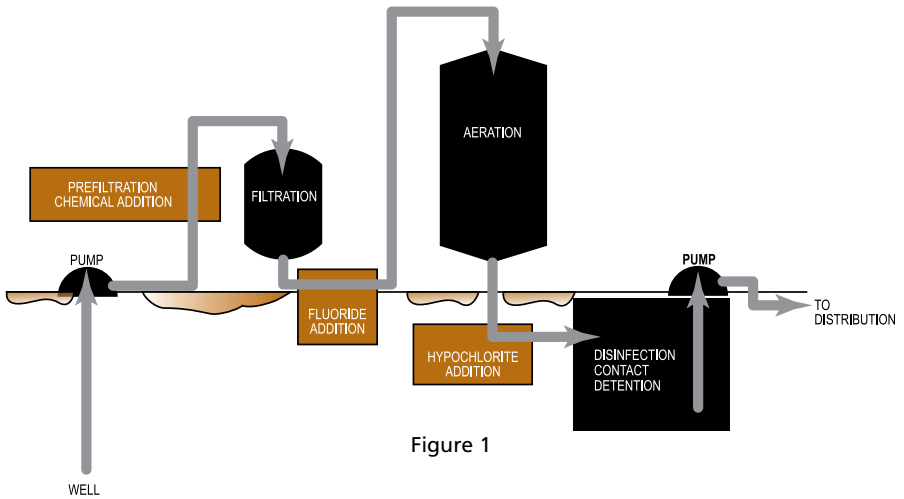 AERATION
PREFILTRATION
CHEMICAL ADDITION
FILTRATION
PUMP
PUMP
FLUORIDE
ADDITION
TO
DISTRIBUTION
HYPOCHLORITE
ADDITION
DISINFECTION
CONTACT
DETENTION
Figure 1
WELL